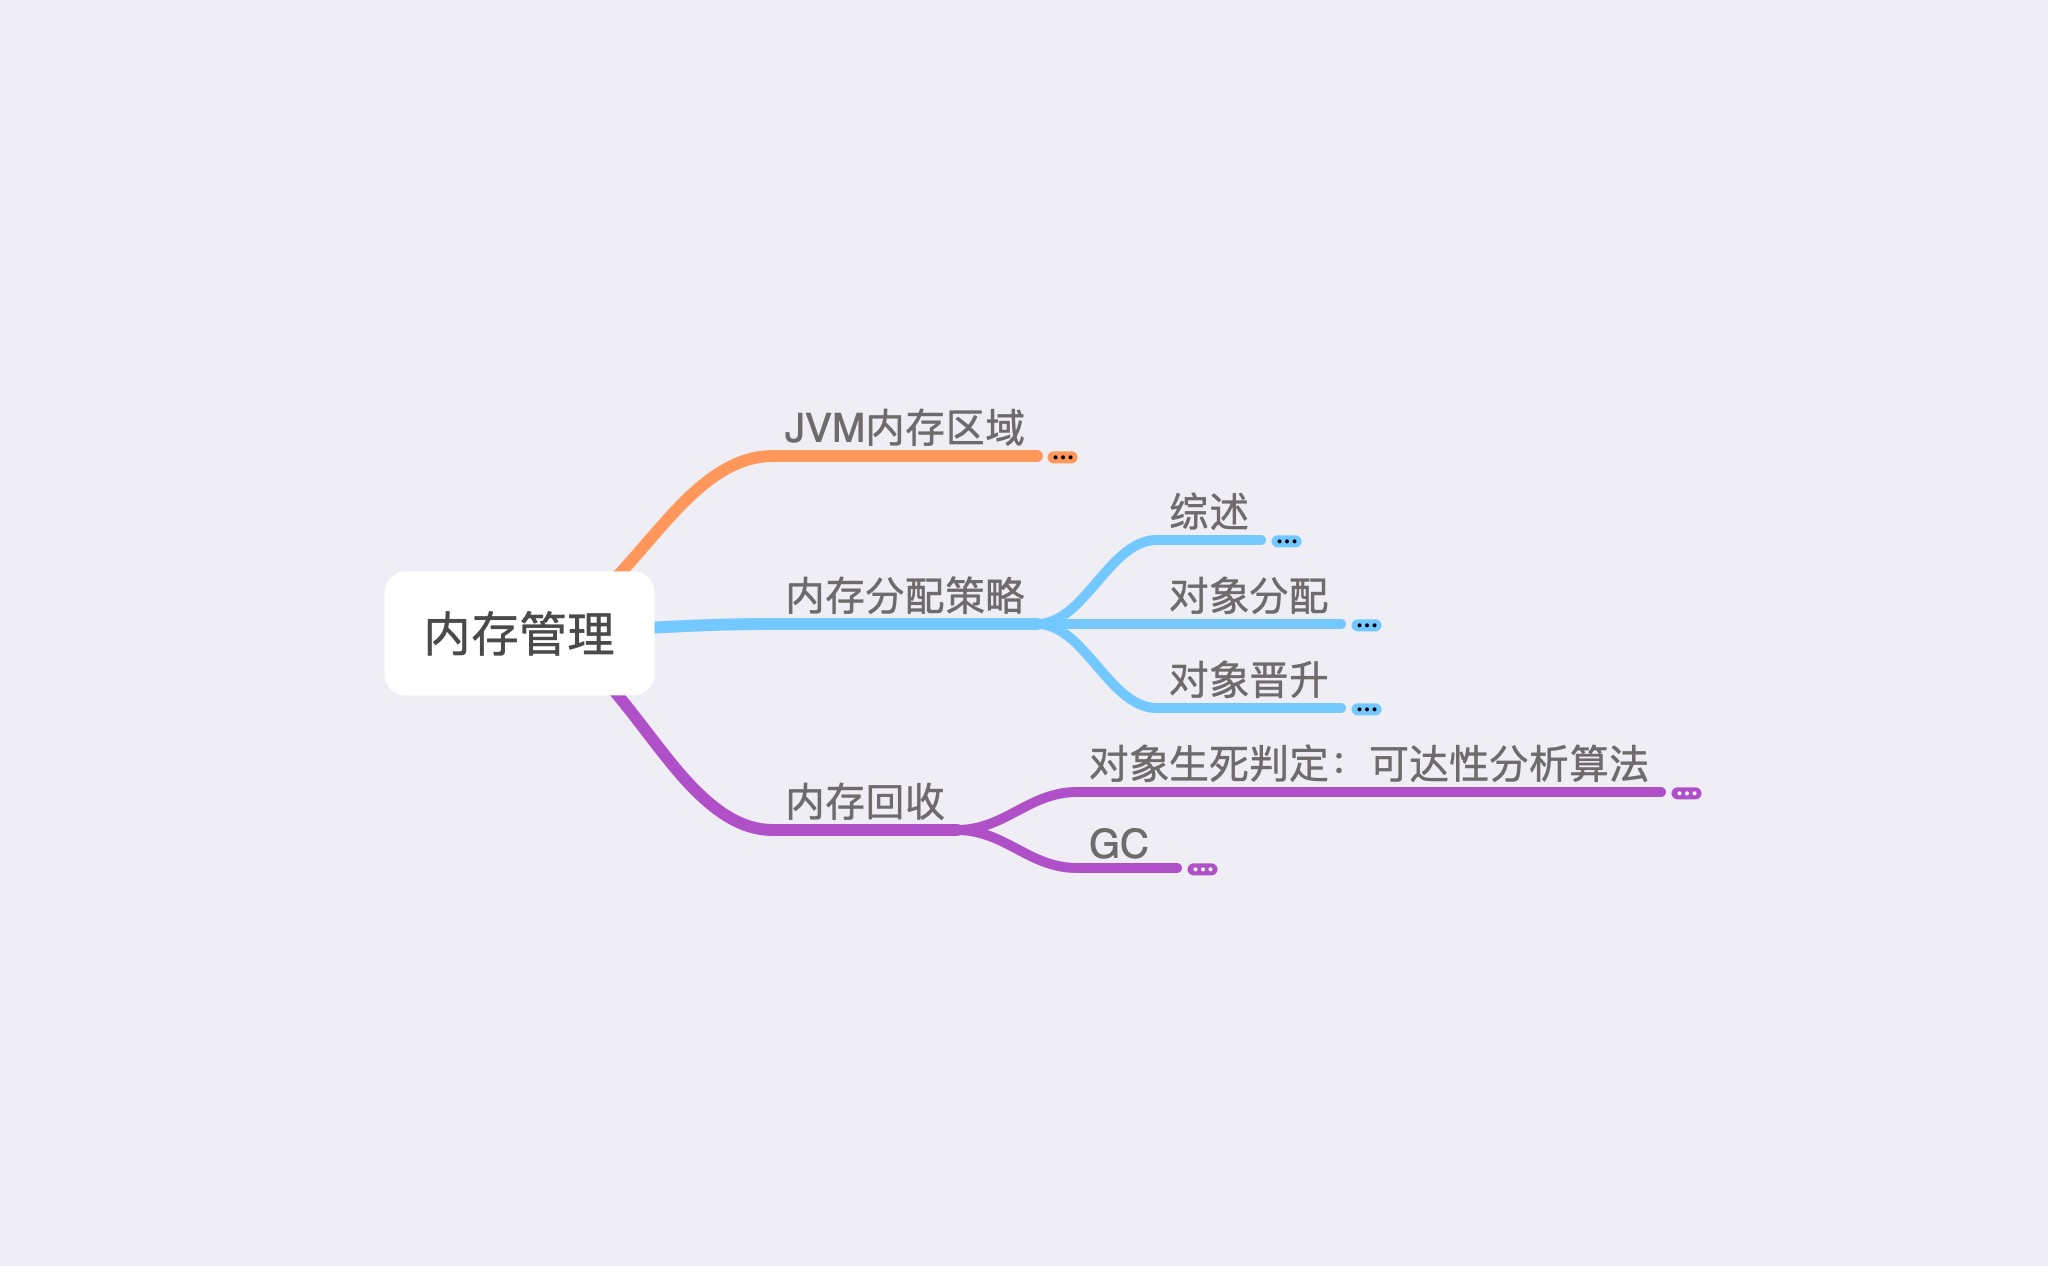 内存管理
JVM内存区域
内存分配策略
综述
对象分配
对象晋升
内存回收
对象生死判定：可达性分析算法
GC